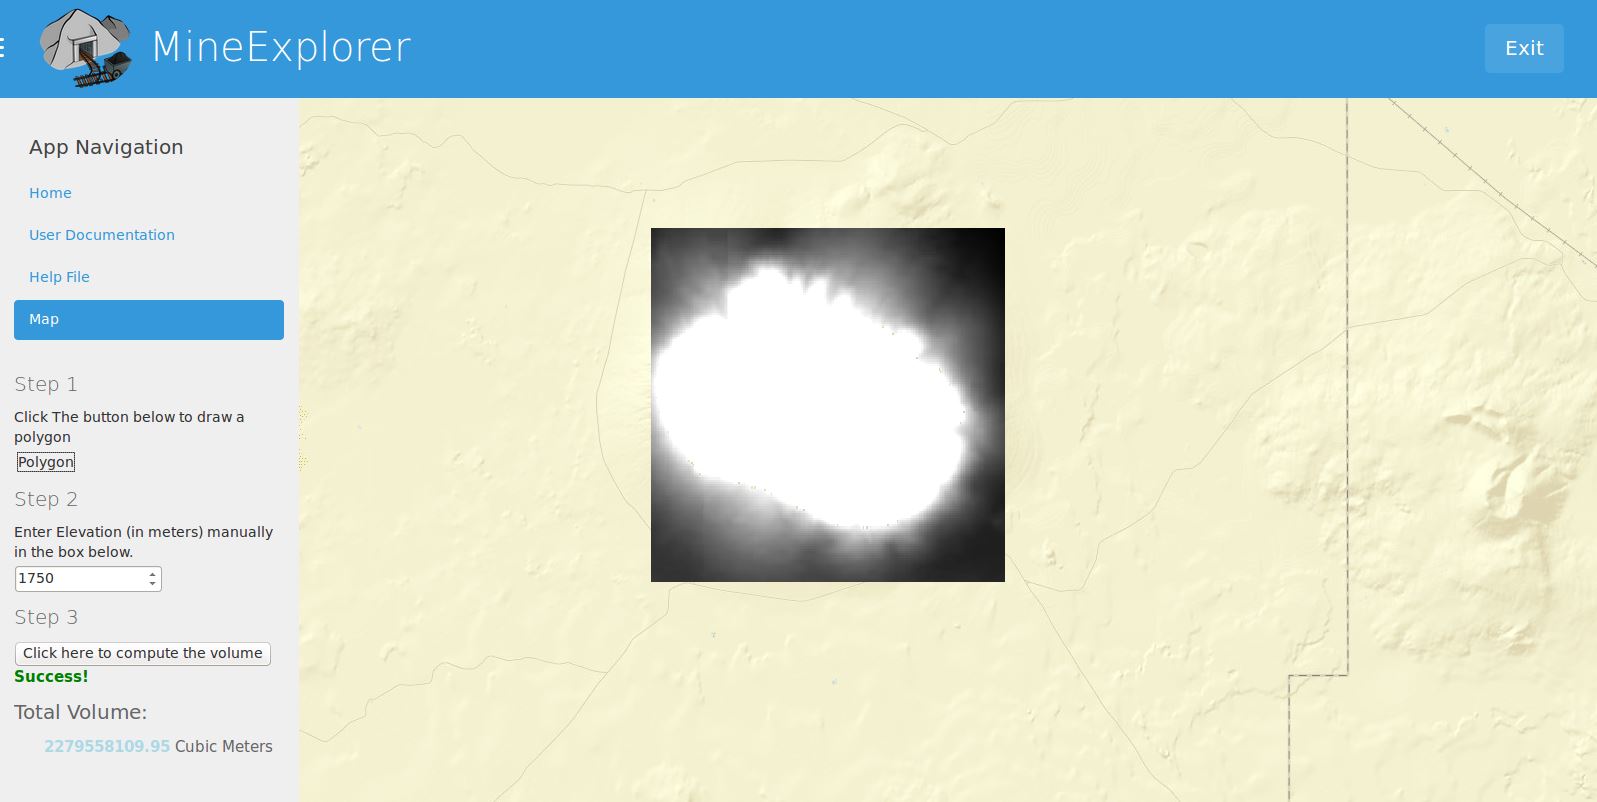 MineExplorer
Exit
App Navigation
Home
User Documentation
Help File
Map
Step 1
Click The button below to draw a
polygon
Polygon
Step 2
Enter Elevation (in meters) manually
in the box below.
1750
Step 3
Click here to compute the volume
Success!
Total Volume:
2279558109.95 Cubic Meters